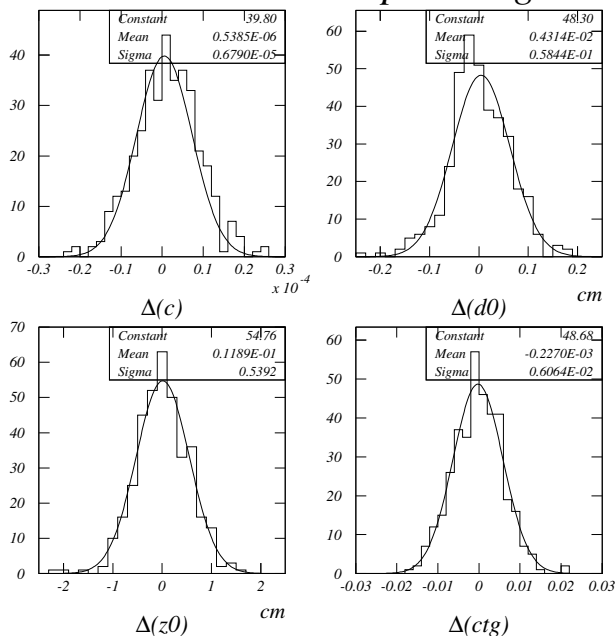 Constant 39.80
Mean 0.5385E-06
Sigma 0.6790E-05
40
30
20
10
0
-0.3 -0.1 0 0.1 0.3
x 10 -4
Δ(c)
Constant 48.30
Mean 0.4314E-02
Sigma 0.5844E-01
60
50
40
30
20
10
0
-0.2 -0.1 0 0.1 0.2
cm
Δ(d0)
Constant 54.76
Mean 0.1189E-01
Sigma 0.5392
70
60
50
40
30
20
10
0
-2 -1 0 1 2
cm
Δ(z0)
Constant 48.68
Mean -0.2270E-03
Sigma 0.6064E-02
60
50
40
30
20
10
0
-0.03 -0.02 -0.01 0 0.01 0.02 0.03
Δ(ctg)